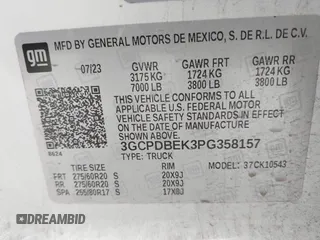 gm
MFD BY GENERAL MOTORS DE MEXICO, S. DE R.L. DE C.V.
07/23 GVWR GAWR FRT GAWR RR
3175 KG 1724 KG 1724 KG
7000 LB 3800 LB 3800 LB
THIS VEHICLE CONFORMS TO ALL
APPLICABLE U.S. FEDERAL MOTOR
VEHICLE SAFETY STANDARDS IN
EFFECT ON THE DATE OF
MANUFACTURE SHOWN ABOVE.
3GCPDBEK3PG358157
TYPE: TRUCK MODEL: 37CK10543
TIRE SIZE RIM
FRT 275/60R20 S 20X9J
RR 275/60R20 S 20X9J
SPA 255/80R17 S 17X8J
DREAMBID